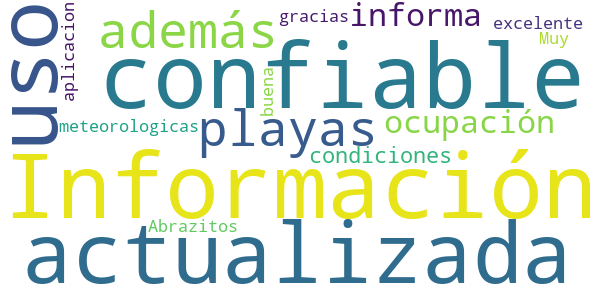 uso
aplicacion
además
gracias
informa
excelente
Muy
confiable
buena
meteorologicas
playas
ocupación
condiciones
Información
Abrazitos
actualizada